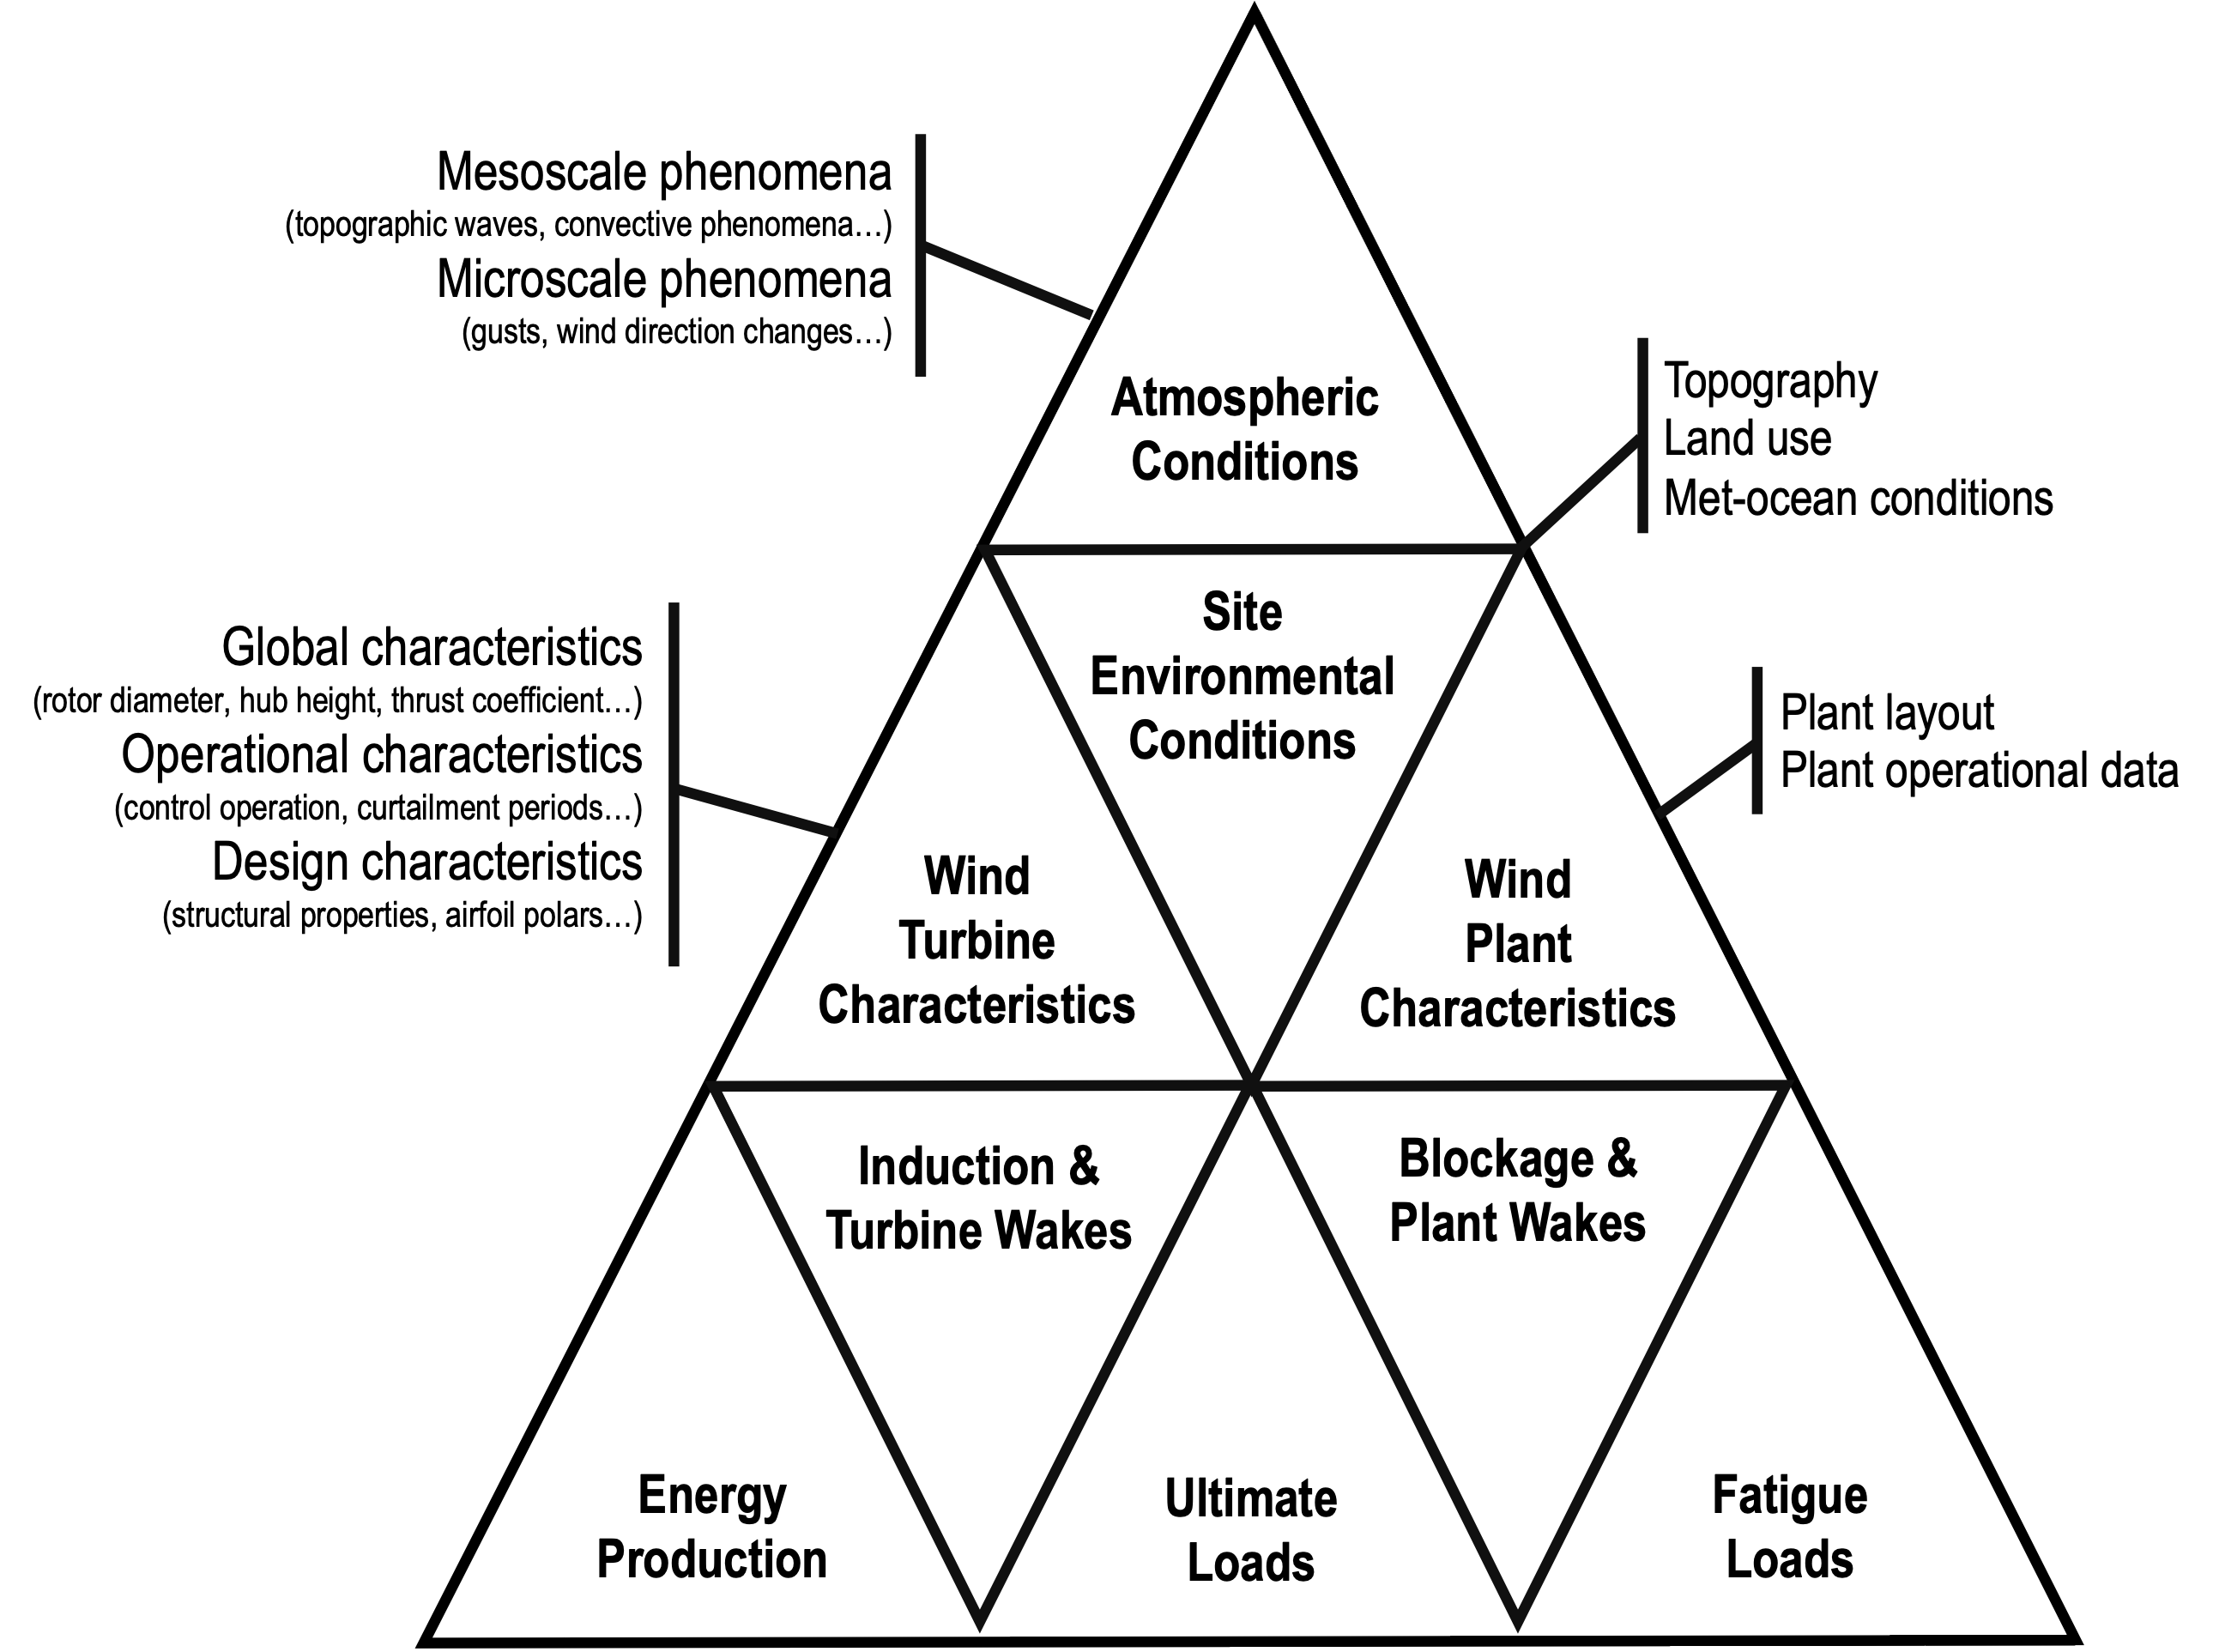 Mesoscale phenomena
(topographic waves, convective phenomena…)
Microscale phenomena
(gusts, wind direction changes…)
Atmospheric
Conditions
Topography
Land use
Met-ocean conditions
Site
Environmental
Conditions
Global characteristics
(rotor diameter, hub height, thrust coefficient…)
Operational characteristics
(control operation, curtailment periods…)
Design characteristics
(structural properties, airfoil polars…)
Plant layout
Plant operational data
Wind
Turbine
Characteristics
Wind
Plant
Characteristics
Induction &
Turbine Wakes
Blockage &
Plant Wakes
Energy
Production
Ultimate
Loads
Fatigue
Loads